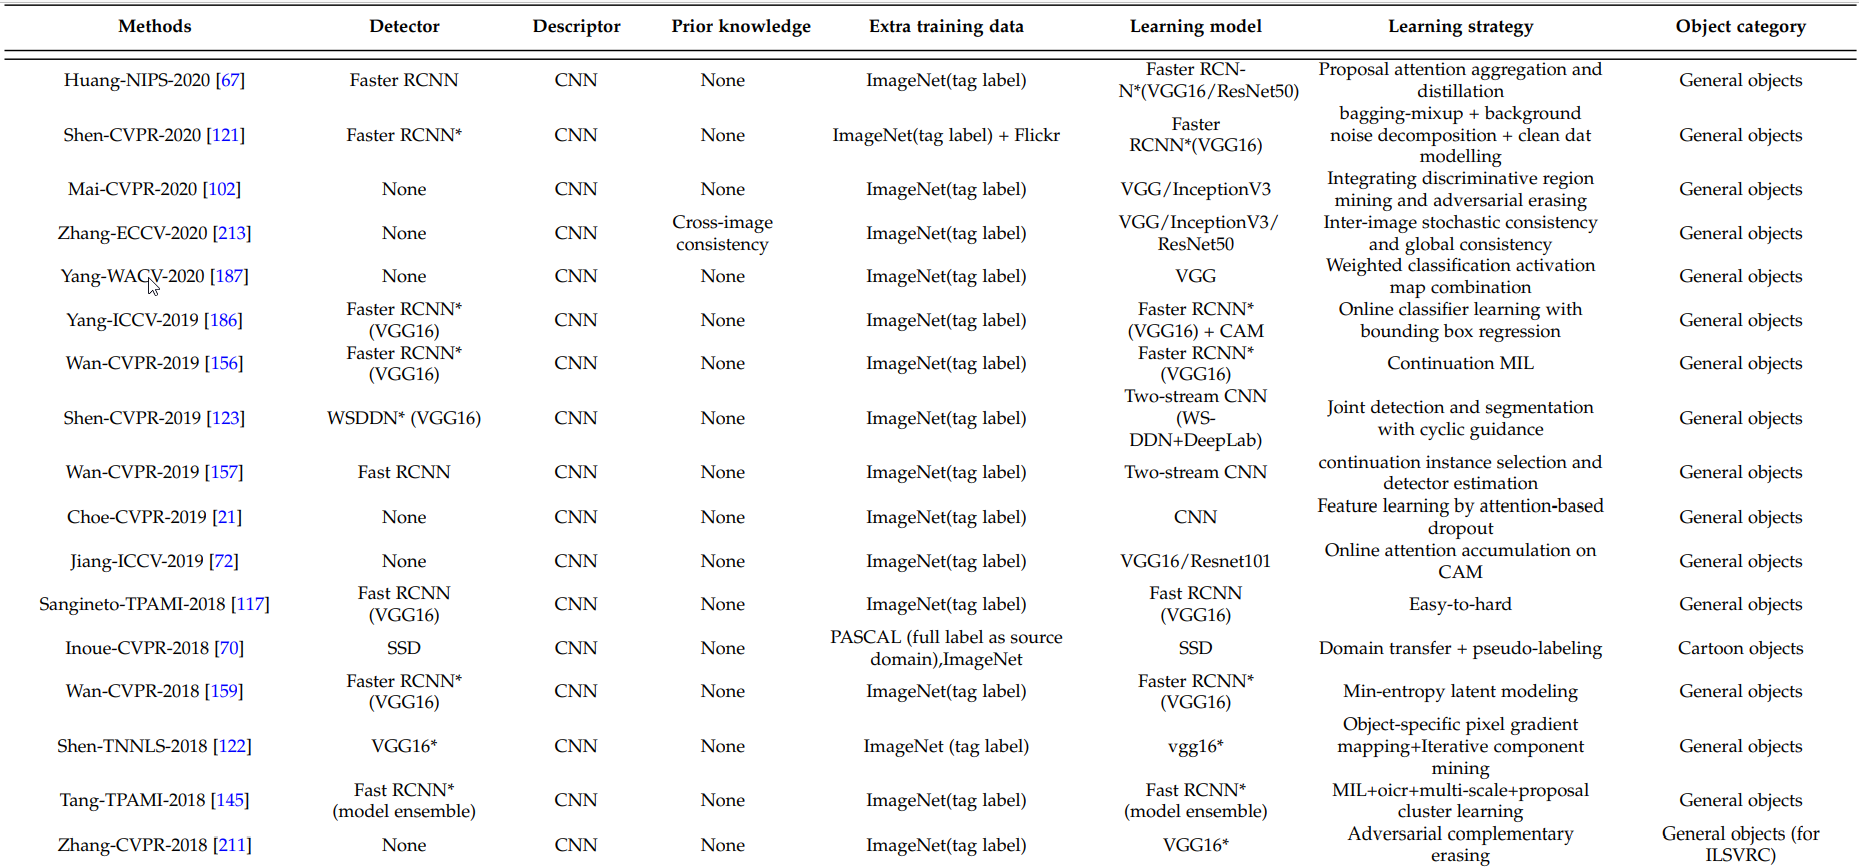 Methods Detector Descriptor Prior knowledge Extra training data Learning model Learning strategy Object category
Huang-NIPS-2020 [67] Faster RCNN CNN None ImageNet(tag label) Faster RCN-
N*(VGG16/ResNet50) Proposal attention aggregation and
distillation General objects
Shen-CVPR-2020 [121] Faster RCNN* CNN None ImageNet(tag label) + Flickr Faster
RCNN*(VGG16) bagging-mixup + background
noise decomposition + clean dat
modelling General objects
Mai-CVPR-2020 [102] None CNN None ImageNet(tag label) VGG/InceptionV3 Integrating discriminative region
mining and adversarial erasing General objects
Zhang-ECCV-2020 [213] None CNN Cross-image
consistency ImageNet(tag label) VGG/InceptionV3/
ResNet50 Inter-image stochastic consistency
and global consistency General objects
Yang-WACV-2020 [187] None CNN None ImageNet(tag label) VGG Weighted classification activation
map combination General objects
Yang-ICCV-2019 [186] Faster RCNN*
(VGG16) CNN None ImageNet(tag label) Faster RCNN*
(VGG16) + CAM Online classifier learning with
bounding box regression General objects
Wan-CVPR-2019 [156] Faster RCNN*
(VGG16) CNN None ImageNet(tag label) Faster RCNN*
(VGG16) Continuation MIL General objects
Shen-CVPR-2019 [123] WSDDN* (VGG16) CNN None ImageNet(tag label) Two-stream CNN
(WS-
DDN+DeepLab) Joint detection and segmentation
with cyclic guidance General objects
Wan-CVPR-2019 [157] Fast RCNN CNN None ImageNet(tag label) Two-stream CNN continuation instance selection and
detector estimation General objects
Choe-CVPR-2019 [21] None CNN None ImageNet(tag label) CNN Feature learning by attention-based
dropout General objects
Jiang-ICCV-2019 [72] None CNN None ImageNet(tag label) VGG16/Resnet101 Online attention accumulation on
CAM General objects
Sangineto-TPAMI-2018 [117] Fast RCNN
(VGG16) CNN None ImageNet(tag label) Fast RCNN
(VGG16) Easy-to-hard General objects
Inoue-CVPR-2018 [70] SSD CNN None PASCAL (full label as source
domain),ImageNet SSD Domain transfer + pseudo-labeling Cartoon objects
Wan-CVPR-2018 [159] Faster RCNN*
(VGG16) CNN None ImageNet(tag label) Faster RCNN*
(VGG16) Min-entropy latent modeling General objects
Shen-TNNLS-2018 [122] VGG16* CNN None ImageNet (tag label) vgg16* Object-specific pixel gradient
mapping+Iterative component
mining General objects
Tang-TPAMI-2018 [145] Fast RCNN*
(model ensemble) CNN None ImageNet(tag label) Fast RCNN*
(model ensemble) MIL+oicr+multi-scale+proposal
cluster learning General objects
Zhang-CVPR-2018 [211] None CNN None ImageNet(tag label) VGG16* Adversarial complementary
erasing General objects (for
ILSVRC)